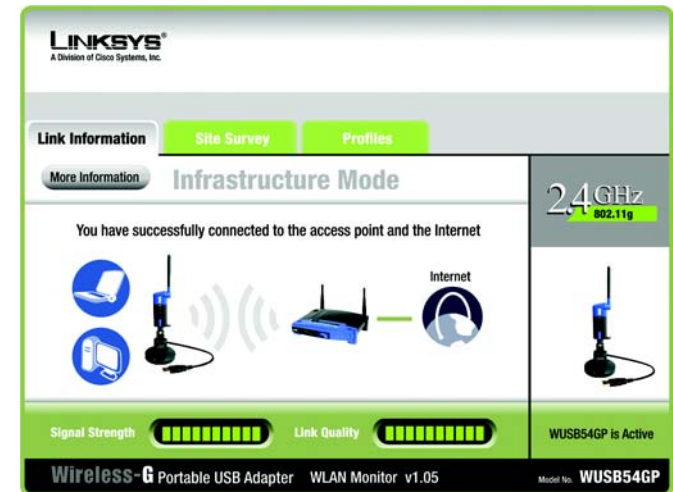 LINKSYS®
A Division of Cisco Systems, Inc.
Link Information
Site Survey
Profiles
More Information
Infrastructure Mode
2.4GHz
802.11g
You have successfully connected to the access point and the Internet
Internet
Signal Strength
Link Quality
WUSB54GP is Active
Wireless-G Portable USB Adapter WLAN Monitor v1.05
Model No. WUSB54GP